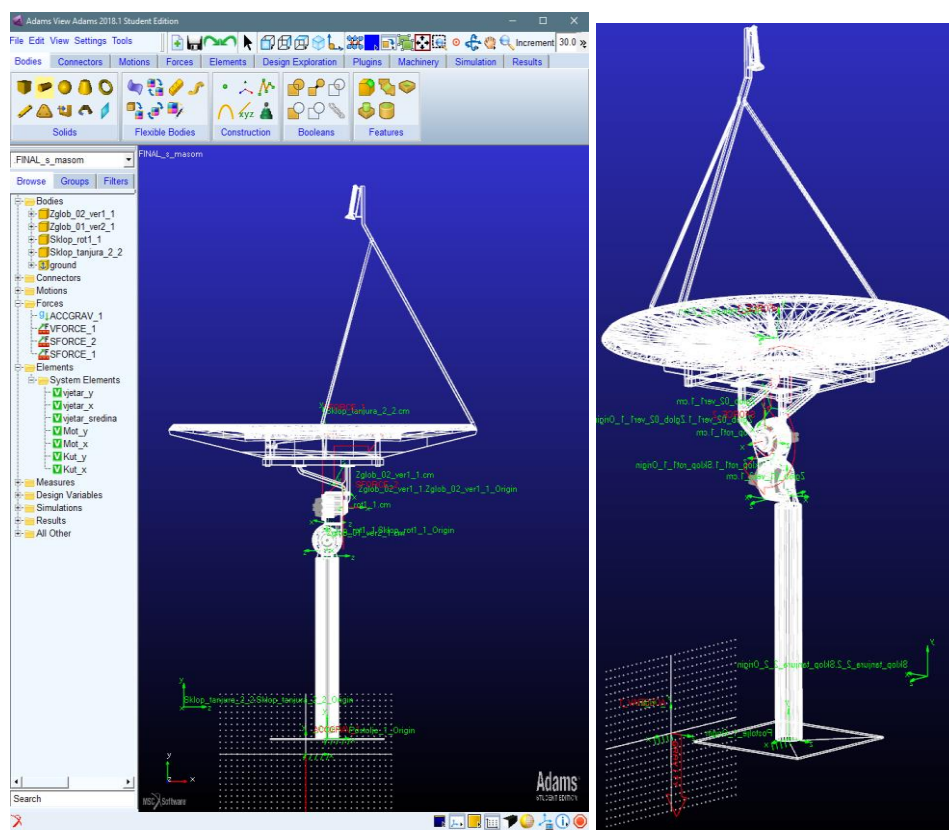 Adams View Adams 2018.1 Student Edition
File Edit View Settings Tools
Increment 30.0
Bodies Connectors Motions Forces Elements Design Exploration Plugins Machinery Simulation Results
Solids Flexible Bodies Construction Booleans Features
.FINAL_s_masom
FINAL_s_masom
Browse Groups Filters
Bodies
Zglob_02_ver1_1
Zglob_01_ver2_1
Sklop_rot1_1
Sklop_tanjura_2_2
ground
Connectors
Motions
Forces
ACCGRAV_1
VFORCE_1
SFORCE_2
SFORCE_1
Elements
System Elements
vjetar_y
vjetar_x
vjetar_sredina
Mot_y
Mot_x
Kut_y
Kut_x
Measures
Design Variables
Simulations
Results
All Other
Search
Sklop_tanjura_2_2.cm
Zglob_02_ver1_1.cm
Zglob_02_ver1_1.Zglob_02_ver1_1_Origin
Sklop_tanjura_2_2.Sklop_tanjura_2_2_Origin
y
z
y
x
MSC Software
Adams
STUDENT EDITION
Sklop_tanjura_2_2.Sklop_tanjura_2_2_Origin